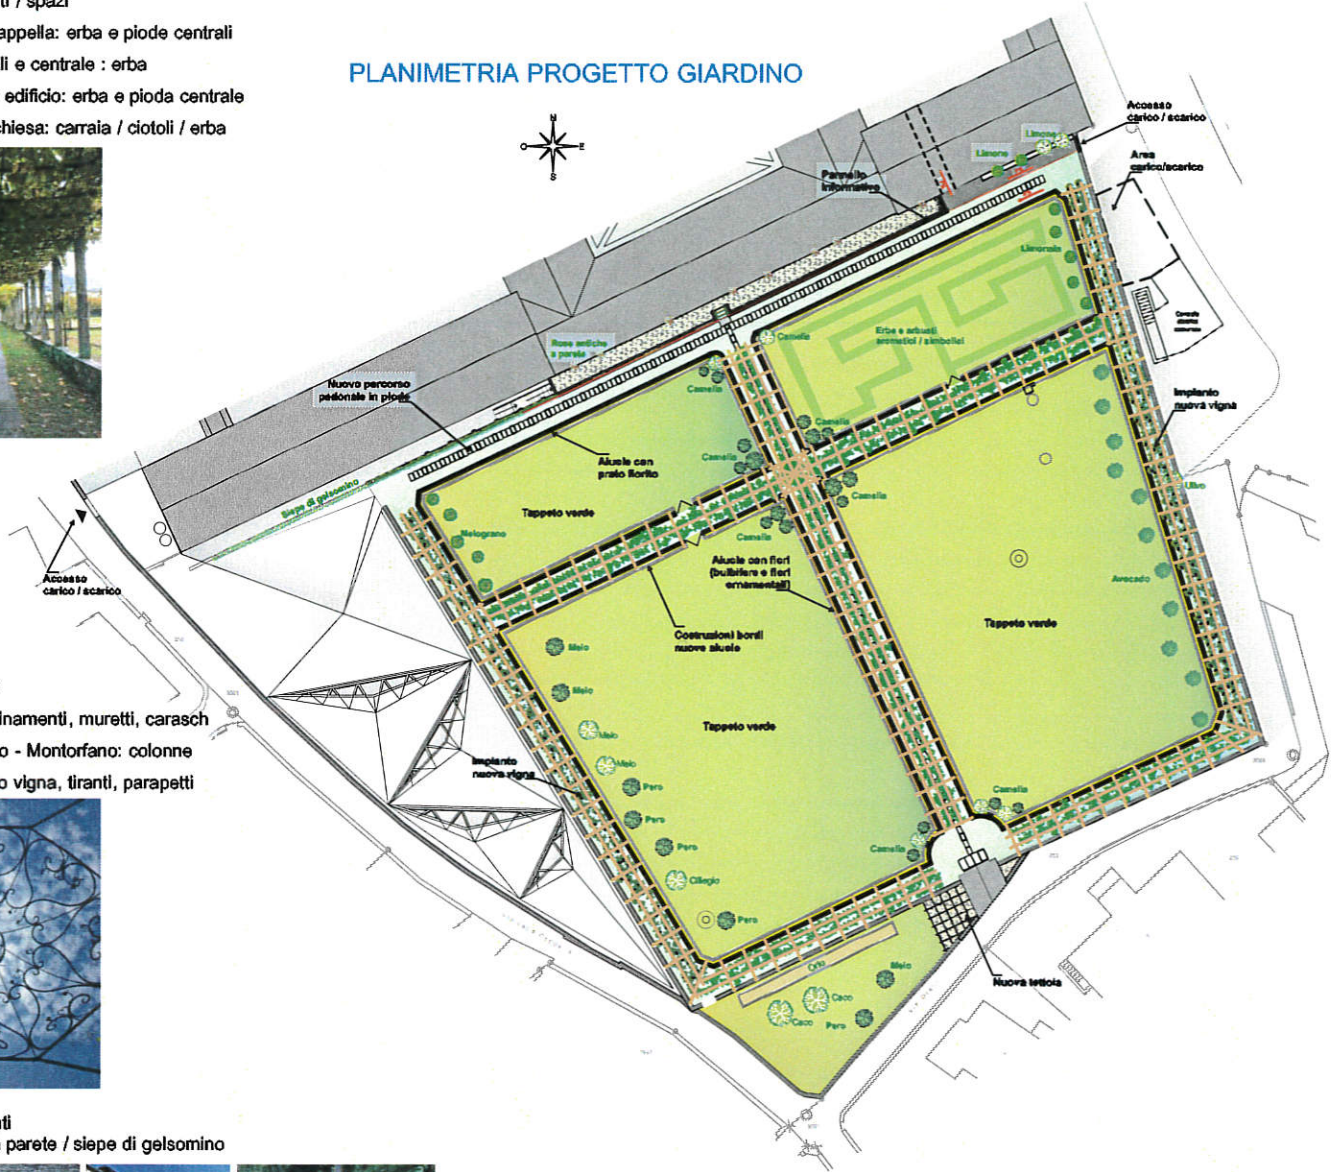 ti / spazi
appella: erba e piode centrali
li e centrale : erba
edificio: erba e pioda centrale
chiesa: carraia / ciotoli / erba
PLANIMETRIA PROGETTO GIARDINO
N
O
E
S
Accesso
carico / scarico
Limone
Limone
Area
carico/scarico
Pannello
informativo
Limonaia
Camelia
Erbe e arbusti
aromatici / simbolici
Rose antiche
a parete
Nuovo percorso
pedonale in piode
Camelia
Impianto
nuova vigna
Camelia
Aiuole con
prato fiorito
Camelia
Siepe di gelsomino
Camelia
Ulivo
Tappeto verde
Melograno
Camelia
Accesso
carico / scarico
Aiuole con fiori
(bulbifere e fiori
ornamentali)
Avocado
Tappeto verde
Costruzioni bordi
nuove aiuole
Melo
Melo
Tappeto verde
Melo
Melo
inamenti, muretti, carasch
o - Montorfano: colonne
o vigna, tiranti, parapetti
Impianto
nuova vigna
Pero
Pero
Camelia
Pero
Camelia
Ciliegio
Pero
Orto
Melo
Nuova tettoia
Caco
Caco
Pero
ti
parete / siepe di gelsomino